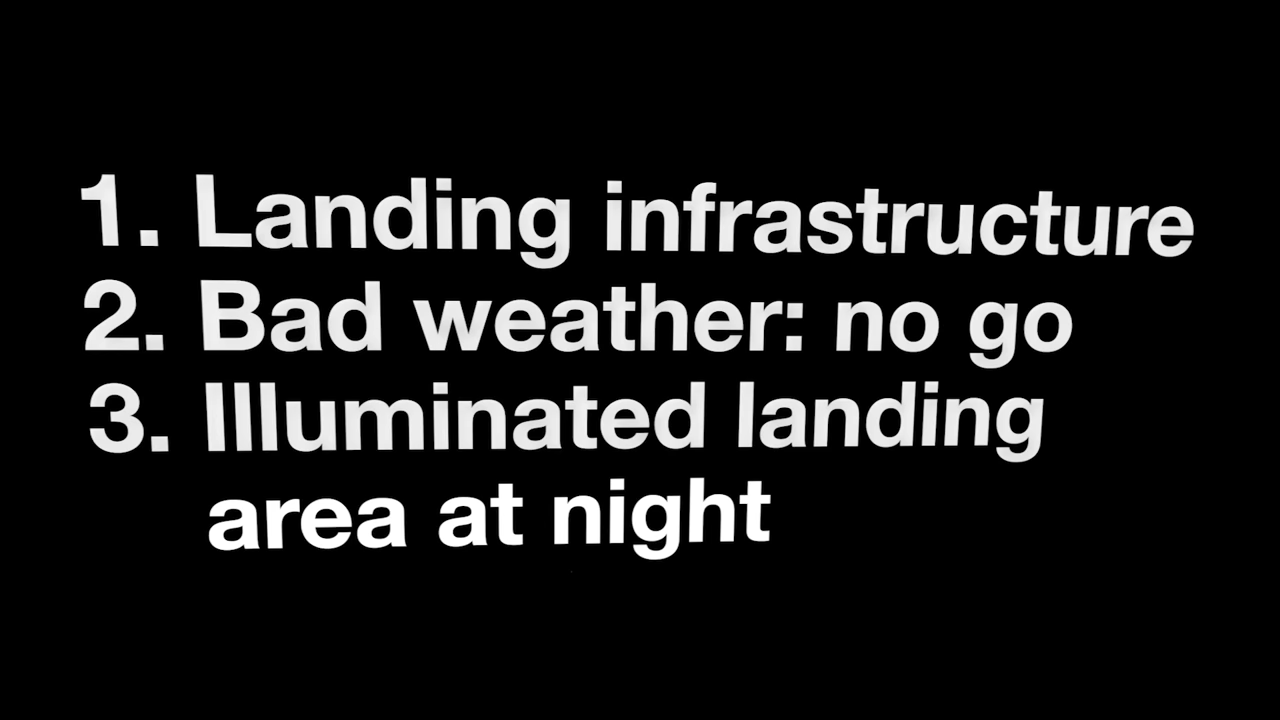 1. Landing infrastructure
2. Bad weather: no go
3. Illuminated landing
area at night